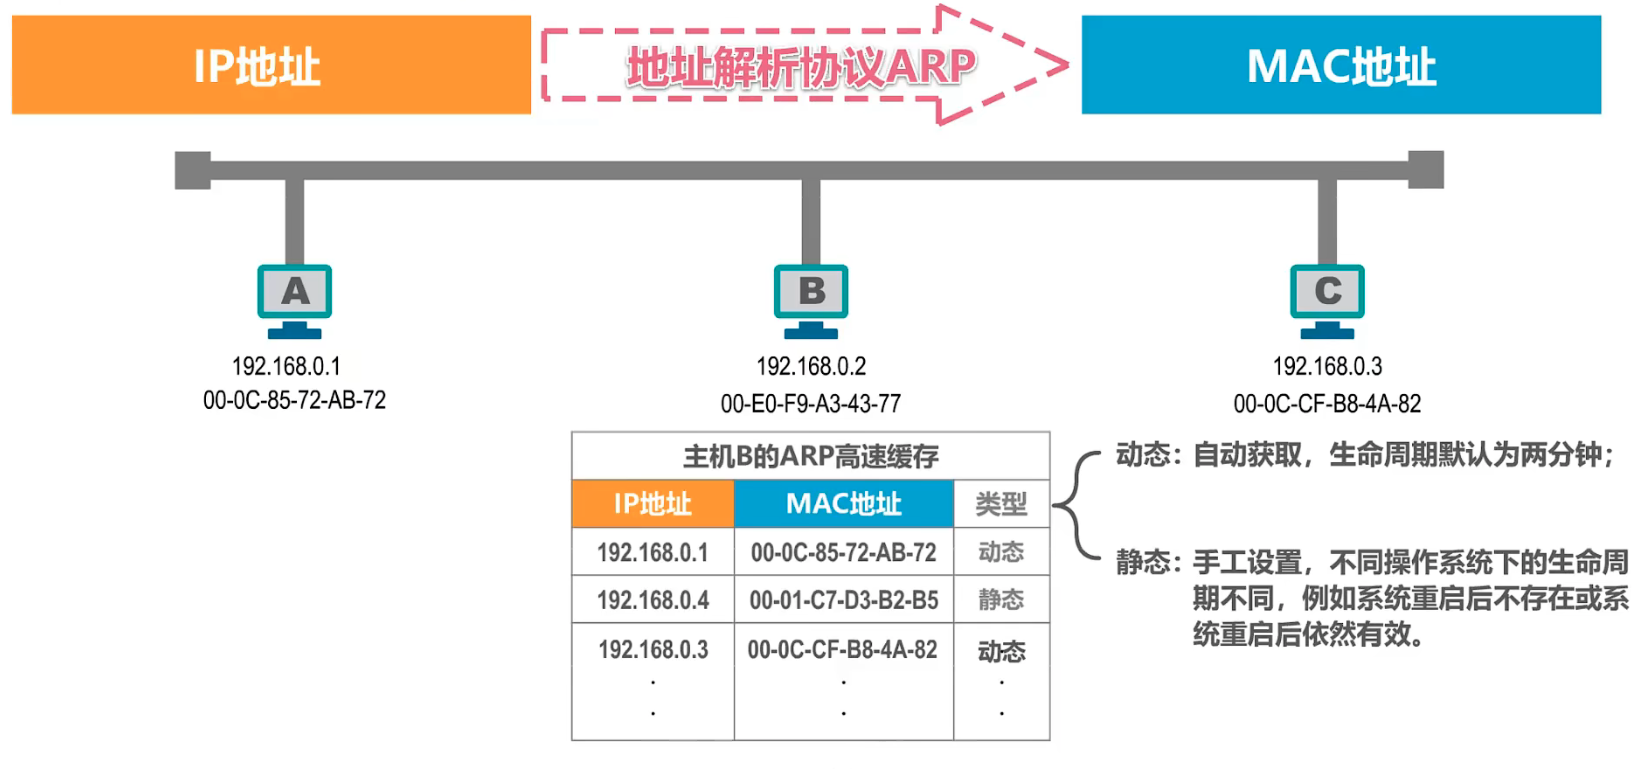 IP地址
地址解析协议ARP
MAC地址
A
B
C
192.168.0.1
00-0C-85-72-AB-72
192.168.0.2
00-E0-F9-A3-43-77
192.168.0.3
00-0C-CF-B8-4A-82
主机B的ARP高速缓存
IP地址 MAC地址 类型
192.168.0.1 00-0C-85-72-AB-72 动态
192.168.0.4 00-01-C7-D3-B2-B5 静态
192.168.0.3 00-0C-CF-B8-4A-82 动态
. . .
. . .
动态：自动获取，生命周期默认为两分钟；
静态：手工设置，不同操作系统下的生命周
期不同，例如系统重启后不存在或系
统重启后依然有效。